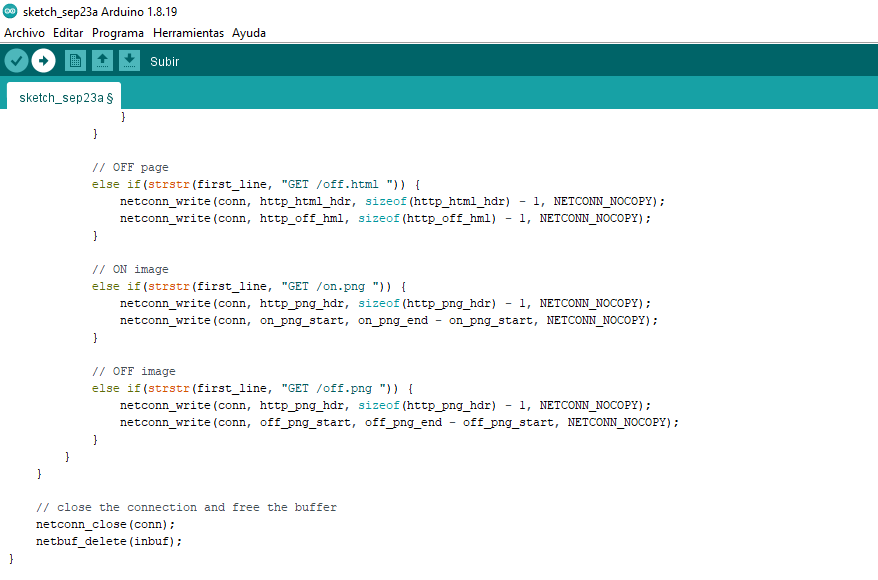 sketch_sep23a Arduino 1.8.19
Archivo Editar Programa Herramientas Ayuda
Subir
sketch_sep23a §
}
}
// OFF page
else if(strstr(first_line, "GET /off.html ")) {
netconn_write(conn, http_html_hdr, sizeof(http_html_hdr) - 1, NETCONN_NOCOPY);
netconn_write(conn, http_off_hml, sizeof(http_off_hml) - 1, NETCONN_NOCOPY);
}
// ON image
else if(strstr(first_line, "GET /on.png ")) {
netconn_write(conn, http_png_hdr, sizeof(http_png_hdr) - 1, NETCONN_NOCOPY);
netconn_write(conn, on_png_start, on_png_end - on_png_start, NETCONN_NOCOPY);
}
// OFF image
else if(strstr(first_line, "GET /off.png ")) {
netconn_write(conn, http_png_hdr, sizeof(http_png_hdr) - 1, NETCONN_NOCOPY);
netconn_write(conn, off_png_start, off_png_end - off_png_start, NETCONN_NOCOPY);
}
}
}
// close the connection and free the buffer
netconn_close(conn);
netbuf_delete(inbuf);
}